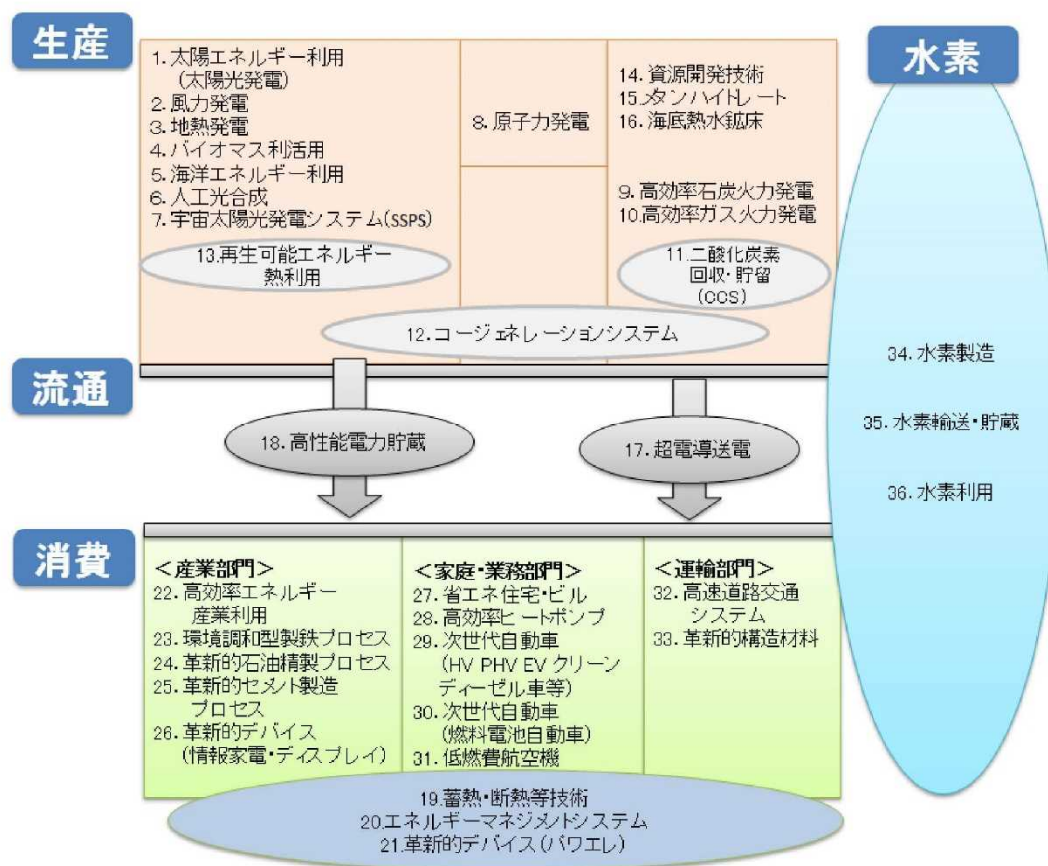 生産
1. 太陽エネルギー利用
(太陽光発電)
2. 風力発電
3. 地熱発電
4. バイオマス利活用
5. 海洋エネルギー利用
6. 人工光合成
7. 宇宙太陽光発電システム(SSPS)
13.再生可能エネルギー
熱利用
8. 原子力発電
14. 資源開発技術
15.メタンハイドレート
16. 海底熱水鉱床
9. 高効率石炭火力発電
10.高効率ガス火力発電
11.二酸化炭素
回収・貯留
(CCS)
12.コージェネレーションシステム
流通
18.高性能電力貯蔵
17. 超電導送電
消費
＜産業部門＞
22. 高効率エネルギー
産業利用
23. 環境調和型製鉄プロセス
24. 革新的石油精製プロセス
25. 革新的セメント製造
プロセス
26. 革新的デバイス
(情報家電・ディスプレイ)
＜家庭・業務部門＞
27. 省エネ住宅・ビル
28. 高効率ヒートポンプ
29. 次世代自動車
(HV PHV EV クリーン
ディーゼル車等)
30. 次世代自動車
(燃料電池自動車)
31. 低燃費航空機
＜運輸部門＞
32. 高速道路交通
システム
33. 革新的構造材料
19.蓄熱・断熱等技術
20.エネルギーマネジメントシステム
21.革新的デバイス(パワエレ)
水素
34. 水素製造
35. 水素輸送・貯蔵
36. 水素利用